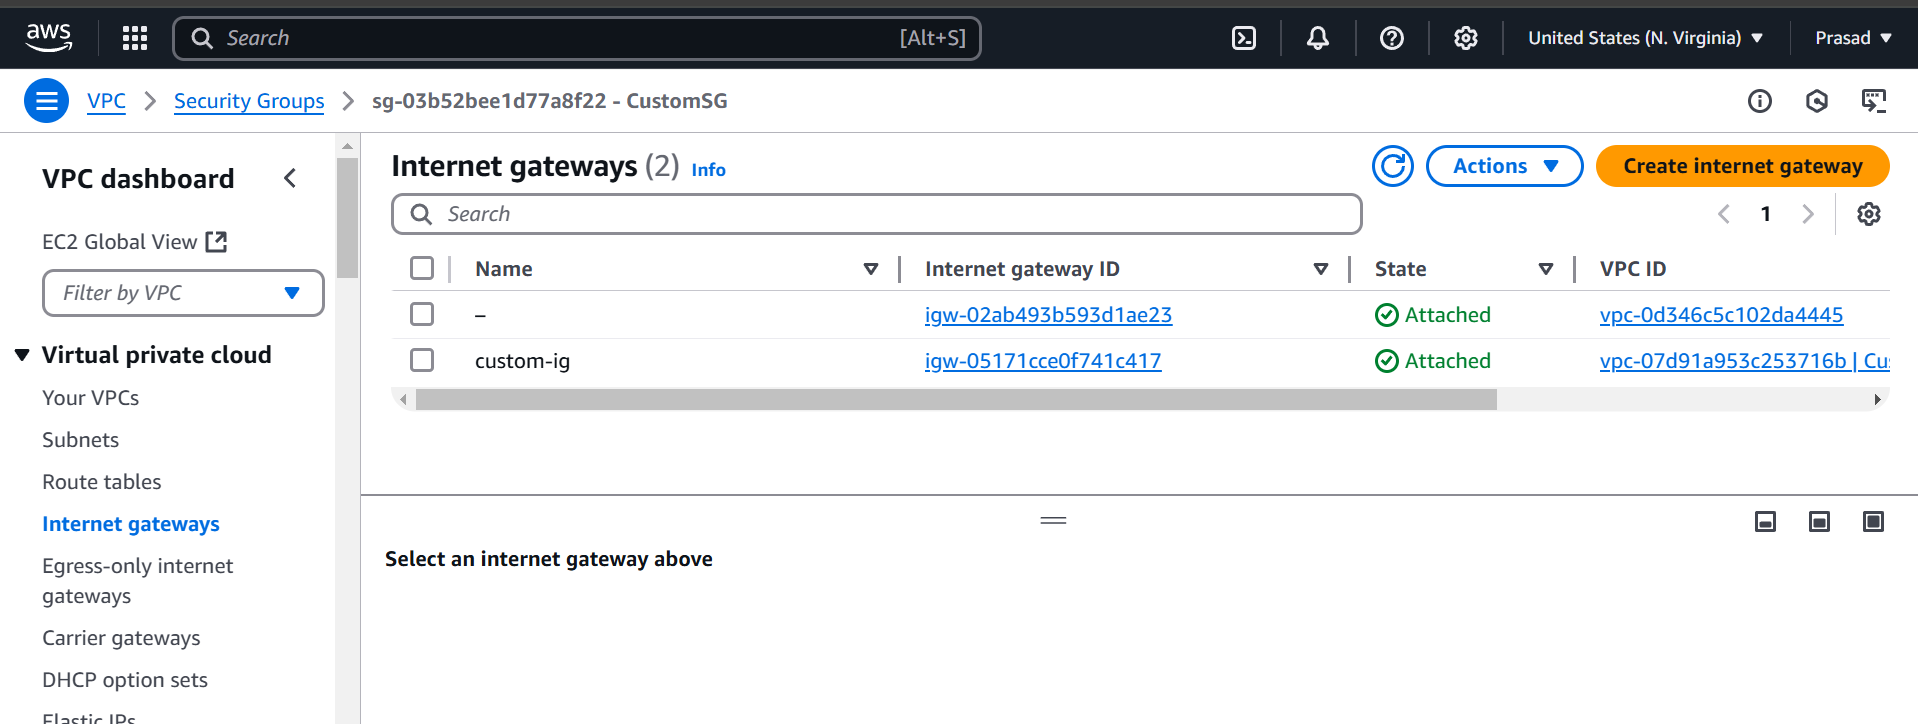 aws
Search [Alt+S]
United States (N. Virginia)
Prasad
VPC > Security Groups > sg-03b52bee1d77a8f22 - CustomSG
VPC dashboard
EC2 Global View
Filter by VPC
Virtual private cloud
Your VPCs
Subnets
Route tables
Internet gateways
Egress-only internet
gateways
Carrier gateways
DHCP option sets
Elastic IPs
Internet gateways (2) Info
Actions
Create internet gateway
Search
1
Name Internet gateway ID State VPC ID
– igw-02ab493b593d1ae23 Attached vpc-0d346c5c102da4445
custom-ig igw-05171cce0f741c417 Attached vpc-07d91a953c253716b | Cu
Select an internet gateway above